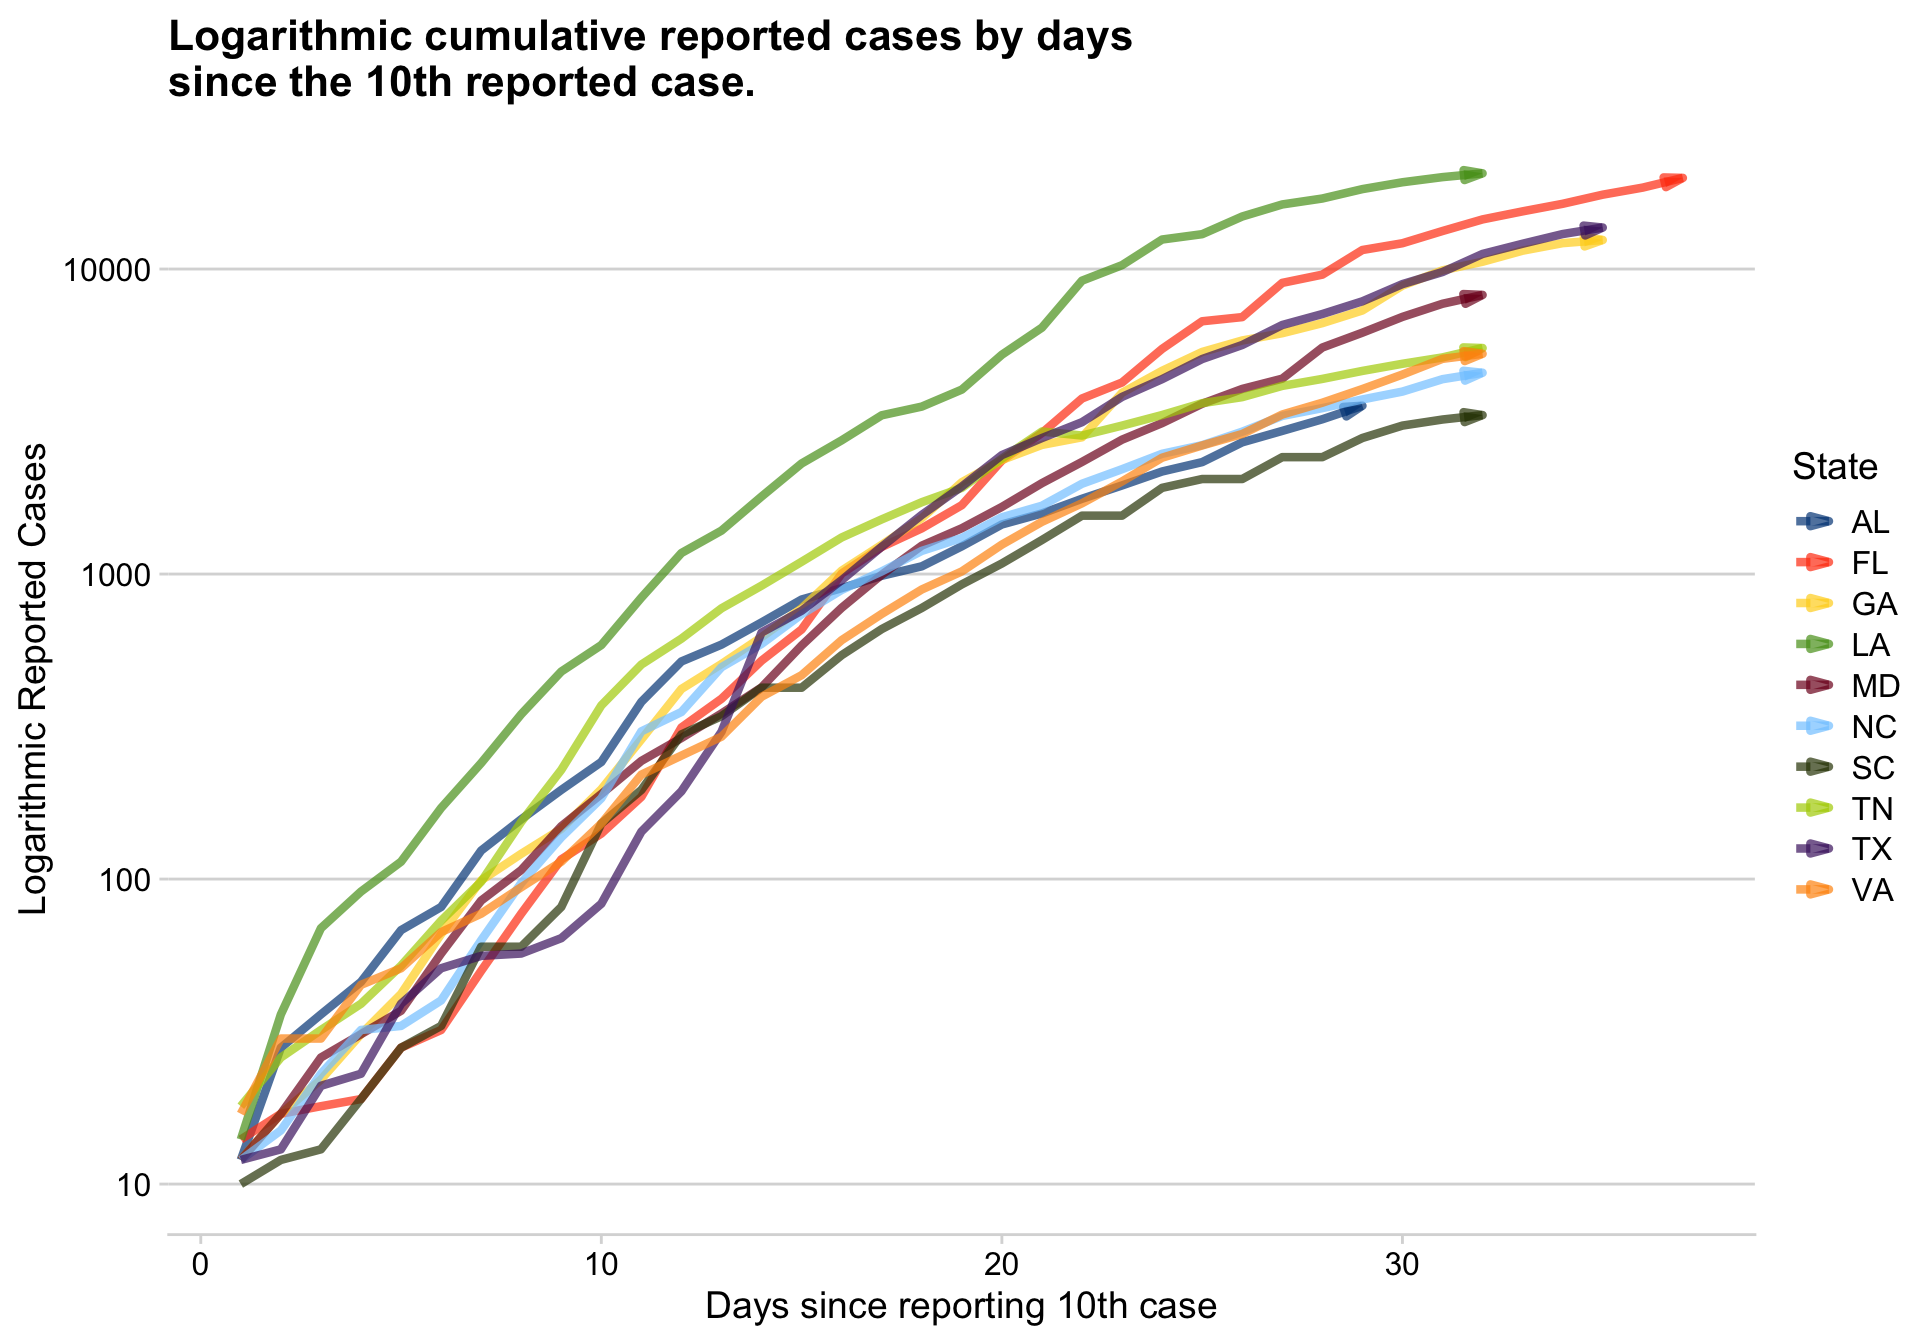 Logarithmic cumulative reported cases by days
since the 10th reported case.
Logarithmic Reported Cases
10000
1000
100
10
0
10
20
30
Days since reporting 10th case
State
AL
FL
GA
LA
MD
NC
SC
TN
TX
VA